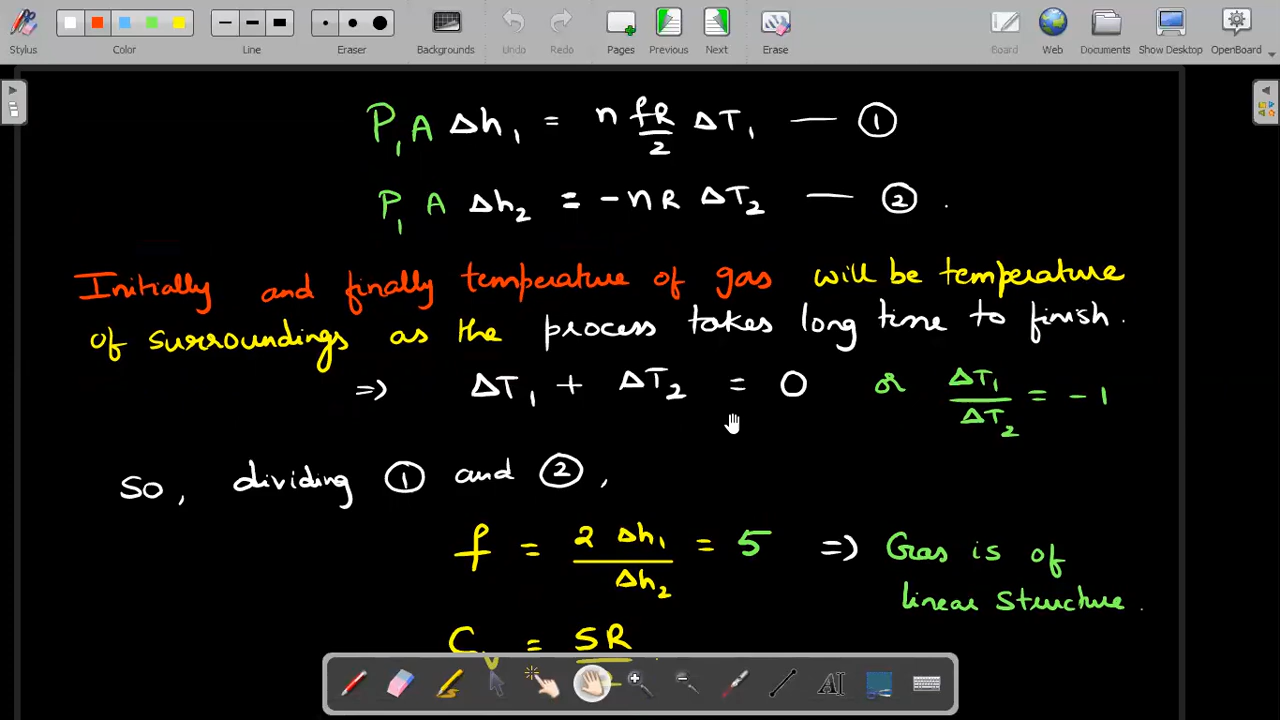 Stylus Color Line Eraser Backgrounds Undo Redo Pages Previous Next Erase Board Web Documents Show Desktop OpenBoard
P₁ A Δh₁ = n fR/2 ΔT₁ — ①
P₁ A Δh₂ = -nR ΔT₂ — ② .
Initially and finally temperature of gas will be temperature
of surroundings as the process takes long time to finish.
=> ΔT₁ + ΔT₂ = 0 or ΔT₁/ΔT₂ = -1
So, dividing ① and ②,
f = 2 Δh₁/Δh₂ = 5 => Gas is of
linear structure.
Cᵥ = 5R